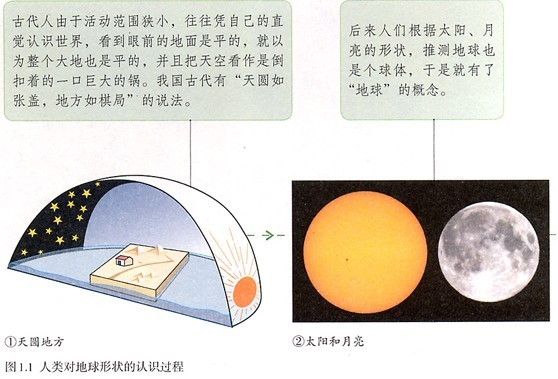 古代人由于活动范围狭小，往往凭自己的直
觉认识世界，看到眼前的地面是平的，就以
为整个大地也是平的，并且把天空看作是倒
扣着的一口巨大的锅。我国古代有“天圆如
张盖，地方如棋局”的说法。
后来人们根据太阳、月
亮的形状，推测地球也
是个球体，于是就有了
“地球”的概念。
①天圆地方
②太阳和月亮
图1.1 人类对地球形状的认识过程